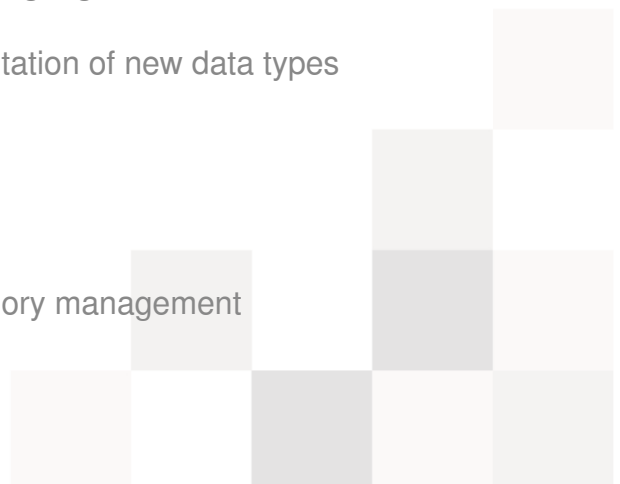 tation of new data types
ory management